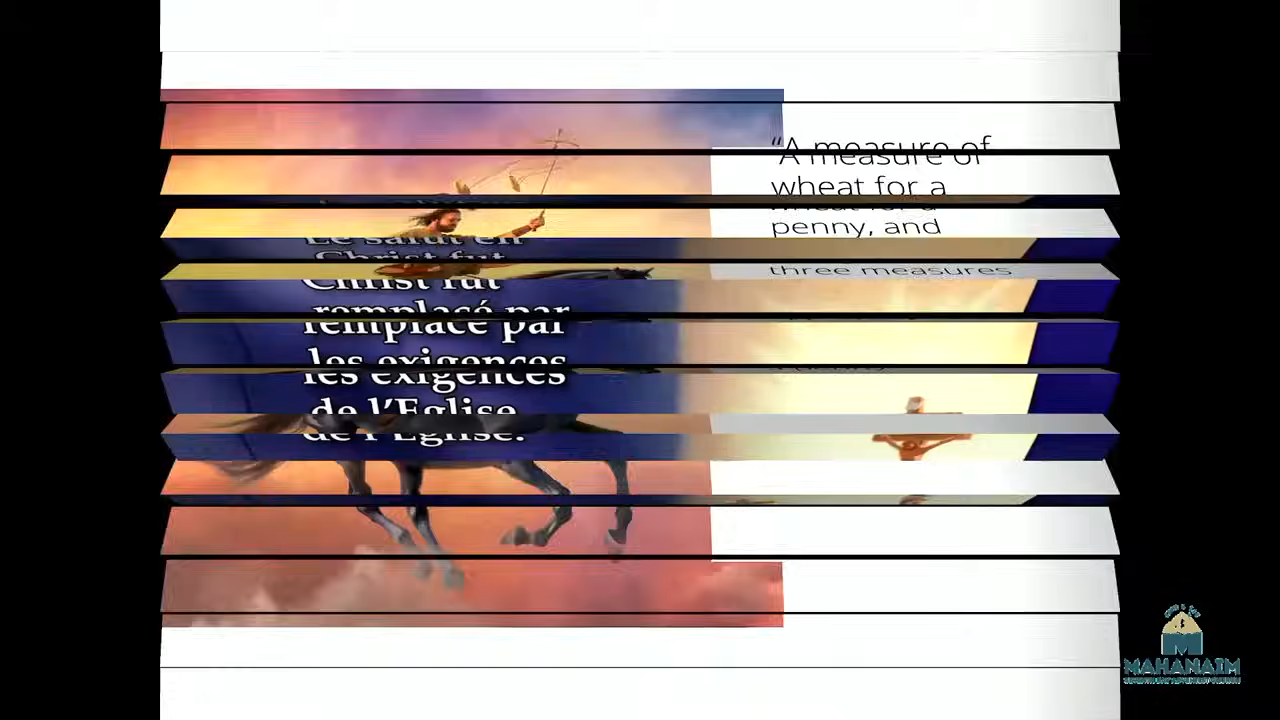 “A measure of
wheat for a
penny, and
three measures
Le salut en
Christ fut
remplacé par
les exigences
de l’Eglise.
MAHANAIM